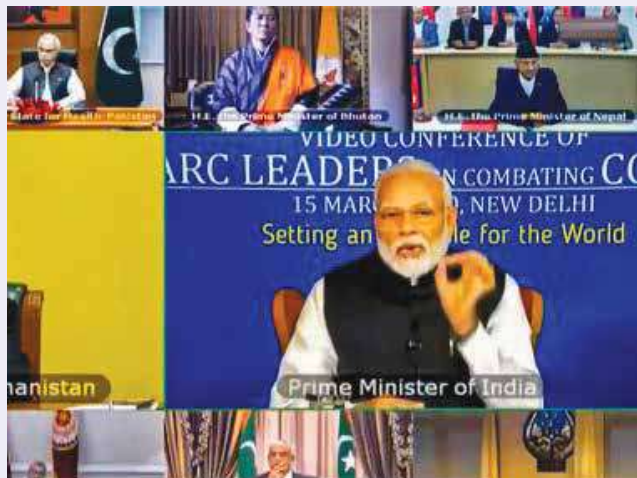 State for Health Pakistan
H.E. the Prime Minister of Bhutan
H.E. the Prime Minister of Nepal
VIDEO CONFERENCE OF
ARC LEADERS ON COMBATING CO
15 MAR 0, NEW DELHI
Setting an le for the World
hanistan
Prime Minister of India